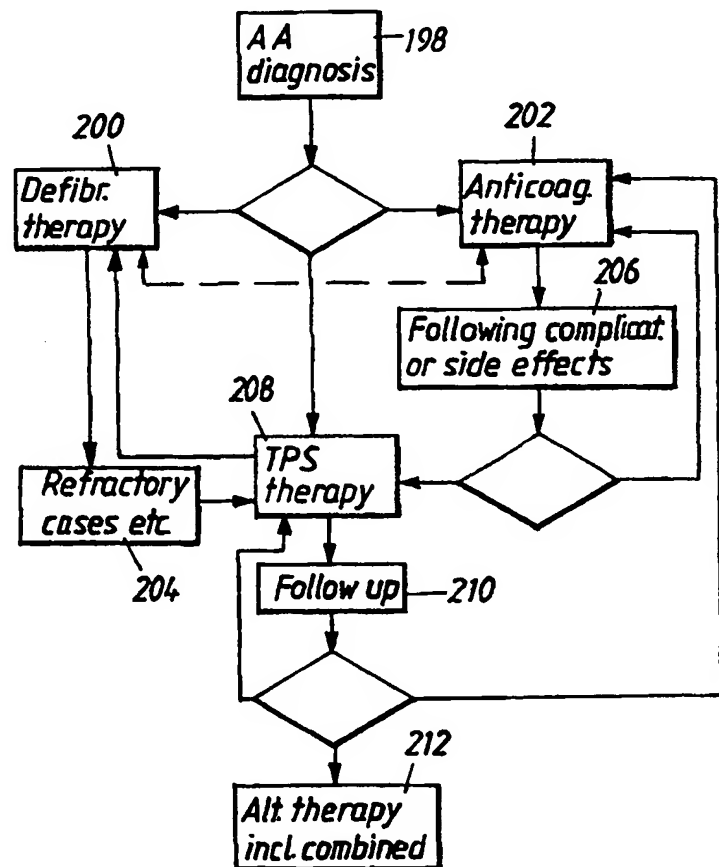 AA
diagnosis
198
200
Defibr.
therapy
202
Anticoag.
therapy
206
Following complicat.
or side effects
208
TPS
therapy
Refractory
cases etc.
204
Follow up
210
212
Alt. therapy
incl. combined